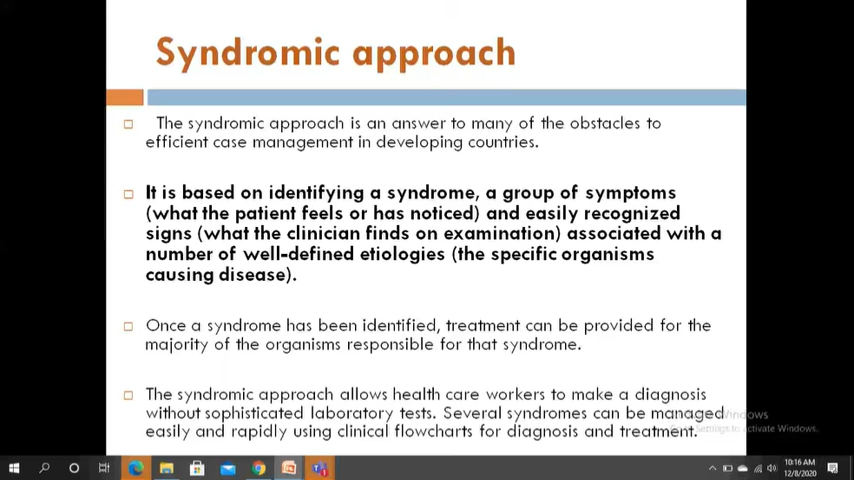 Syndromic approach
The syndromic approach is an answer to many of the obstacles to
efficient case management in developing countries.
It is based on identifying a syndrome, a group of symptoms
(what the patient feels or has noticed) and easily recognized
signs (what the clinician finds on examination) associated with a
number of well-defined etiologies (the specific organisms
causing disease).
Once a syndrome has been identified, treatment can be provided for the
majority of the organisms responsible for that syndrome.
The syndromic approach allows health care workers to make a diagnosis
without sophisticated laboratory tests. Several syndromes can be managed
easily and rapidly using clinical flowcharts for diagnosis and treatment.
Windows
Settings to activate Windows.
10:16 AM
12/8/2020